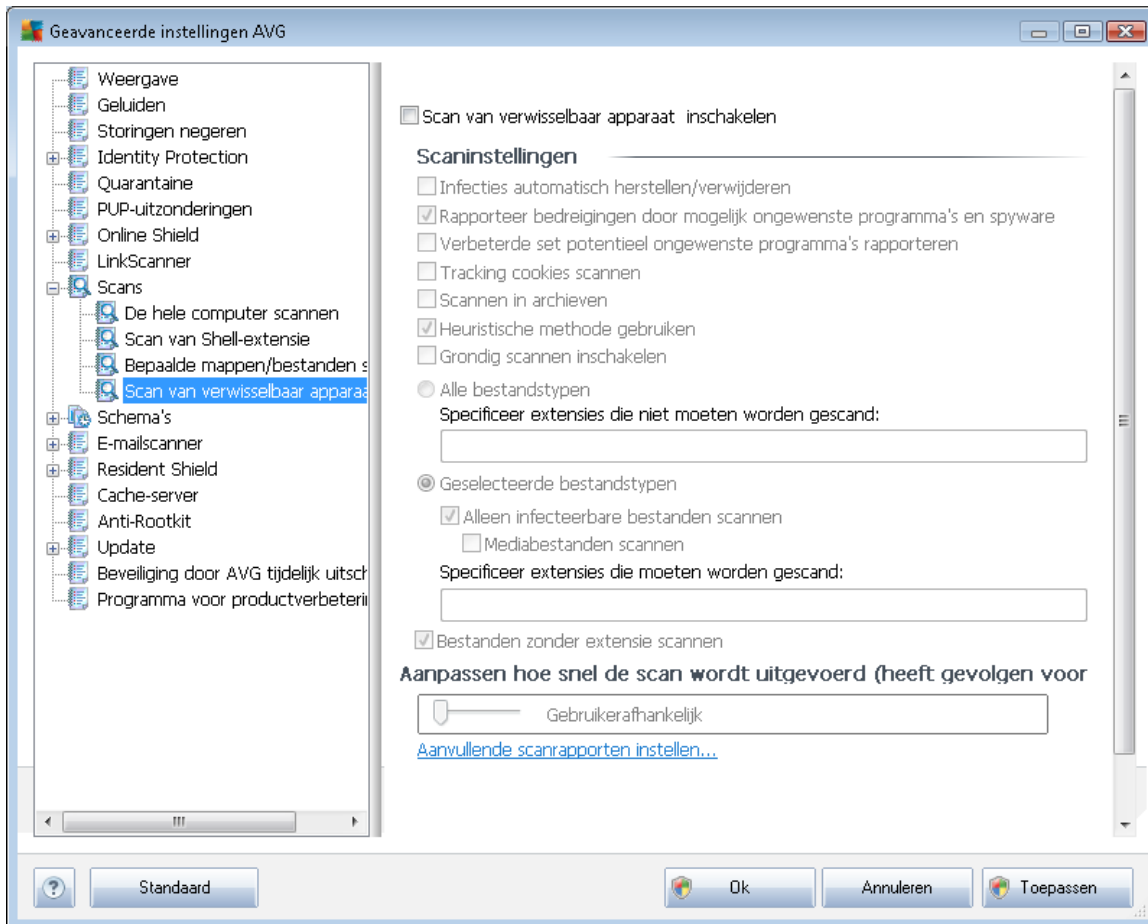 Geavanceerde instellingen AVG
Weergave
Geluiden
Storingen negeren
Identity Protection
Quarantaine
PUP-uitzonderingen
Online Shield
LinkScanner
Scans
De hele computer scannen
Scan van Shell-extensie
Bepaalde mappen/bestanden s
Scan van verwisselbaar apparaa
Schema's
E-mailscanner
Resident Shield
Cache-server
Anti-Rootkit
Update
Beveiliging door AVG tijdelijk uitsch
Programma voor productverbeterin
Scan van verwisselbaar apparaat inschakelen
Scaninstellingen
Infecties automatisch herstellen/verwijderen
Rapporteer bedreigingen door mogelijk ongewenste programma's en spyware
Verbeterde set potentieel ongewenste programma's rapporteren
Tracking cookies scannen
Scannen in archieven
Heuristische methode gebruiken
Grondig scannen inschakelen
Alle bestandstypen
Specificeer extensies die niet moeten worden gescand:
Geselecteerde bestandstypen
Alleen infecteerbare bestanden scannen
Mediabestanden scannen
Specificeer extensies die moeten worden gescand:
Bestanden zonder extensie scannen
Aanpassen hoe snel de scan wordt uitgevoerd (heeft gevolgen voor
Gebruikerafhankelijk
Aanvullende scanrapporten instellen...
? Standaard Ok Annuleren Toepassen